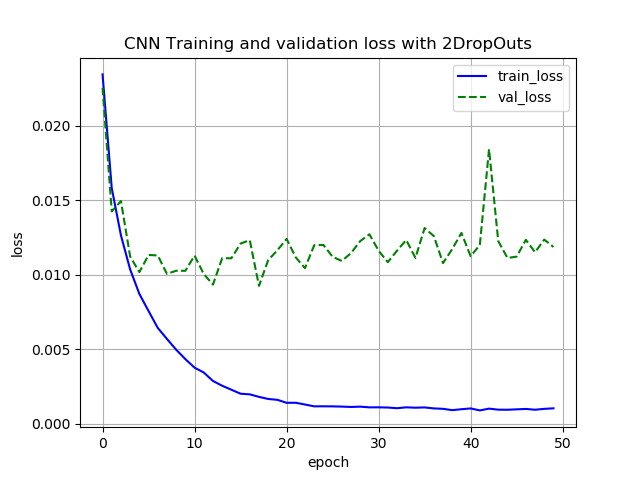 CNN Training and validation loss with 2DropOuts
train_loss
val_loss
0.020
0.015
0.010
0.005
0.000
loss
0 10 20 30 40 50
epoch